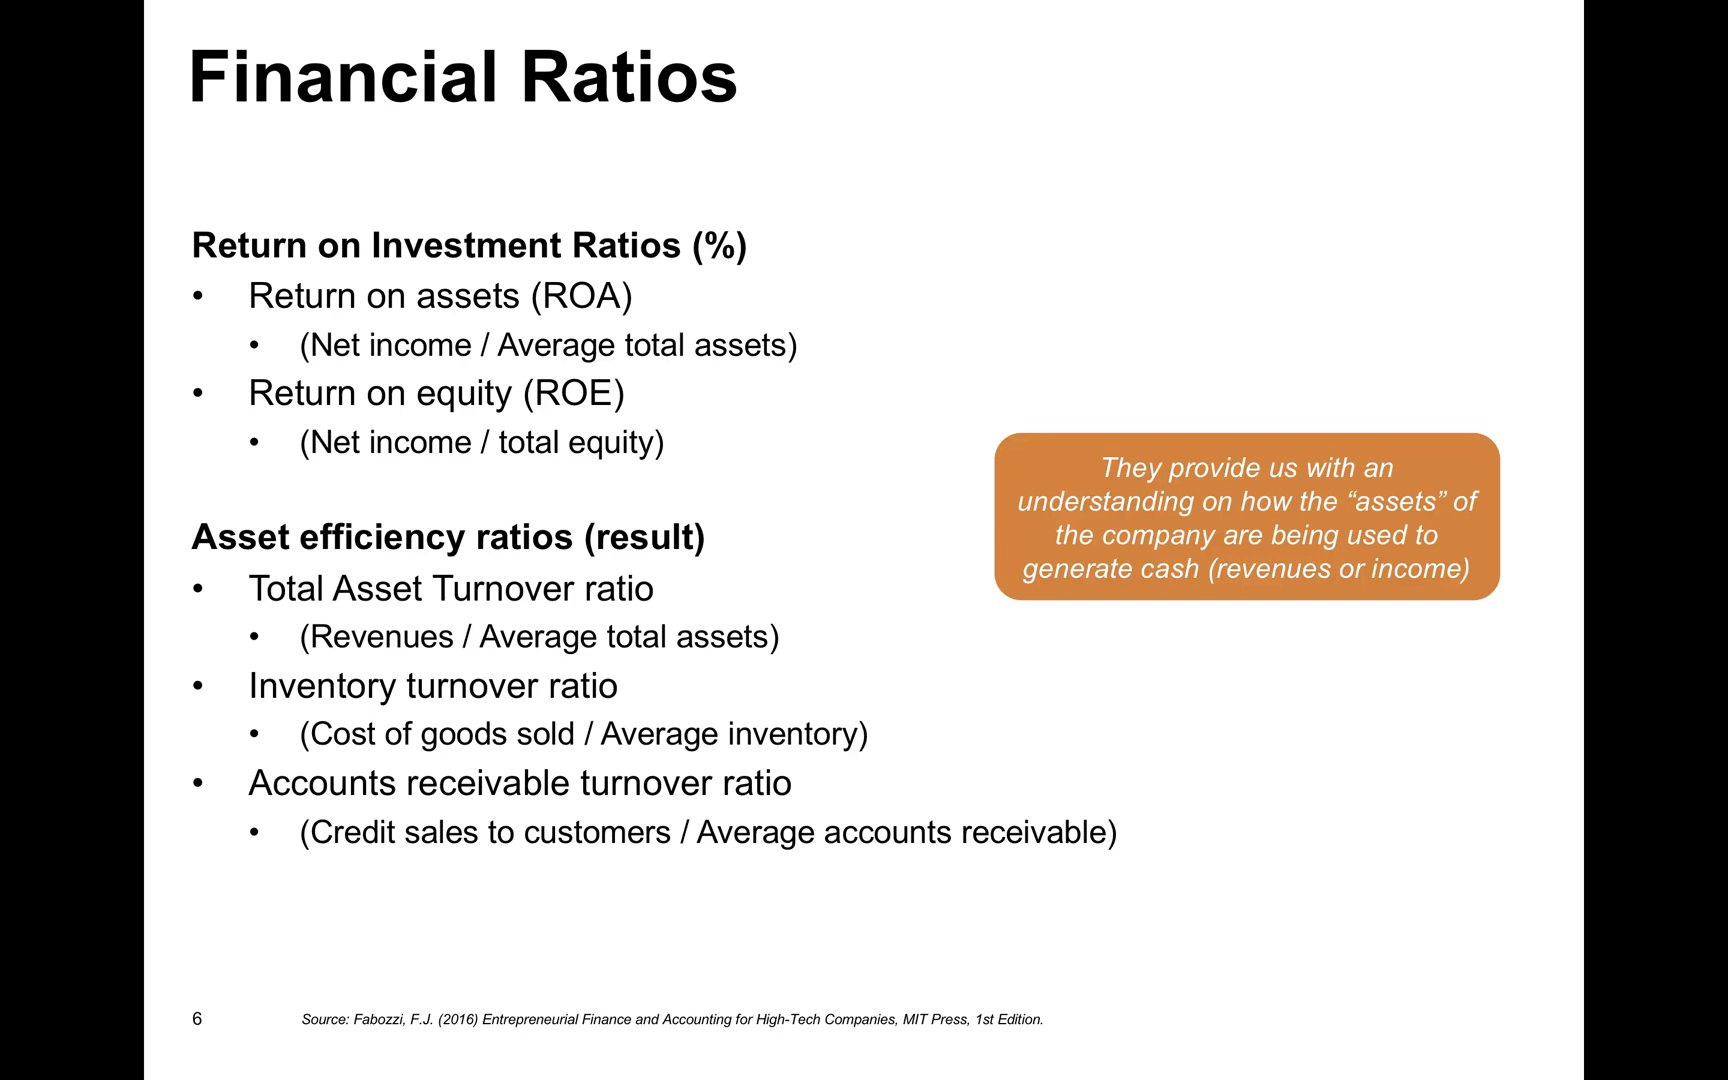 Financial Ratios
Return on Investment Ratios (%)
• Return on assets (ROA)
• (Net income / Average total assets)
• Return on equity (ROE)
• (Net income / total equity)
Asset efficiency ratios (result)
• Total Asset Turnover ratio
• (Revenues / Average total assets)
• Inventory turnover ratio
• (Cost of goods sold / Average inventory)
• Accounts receivable turnover ratio
• (Credit sales to customers / Average accounts receivable)
They provide us with an
understanding on how the “assets” of
the company are being used to
generate cash (revenues or income)
6
Source: Fabozzi, F.J. (2016) Entrepreneurial Finance and Accounting for High-Tech Companies, MIT Press, 1st Edition.